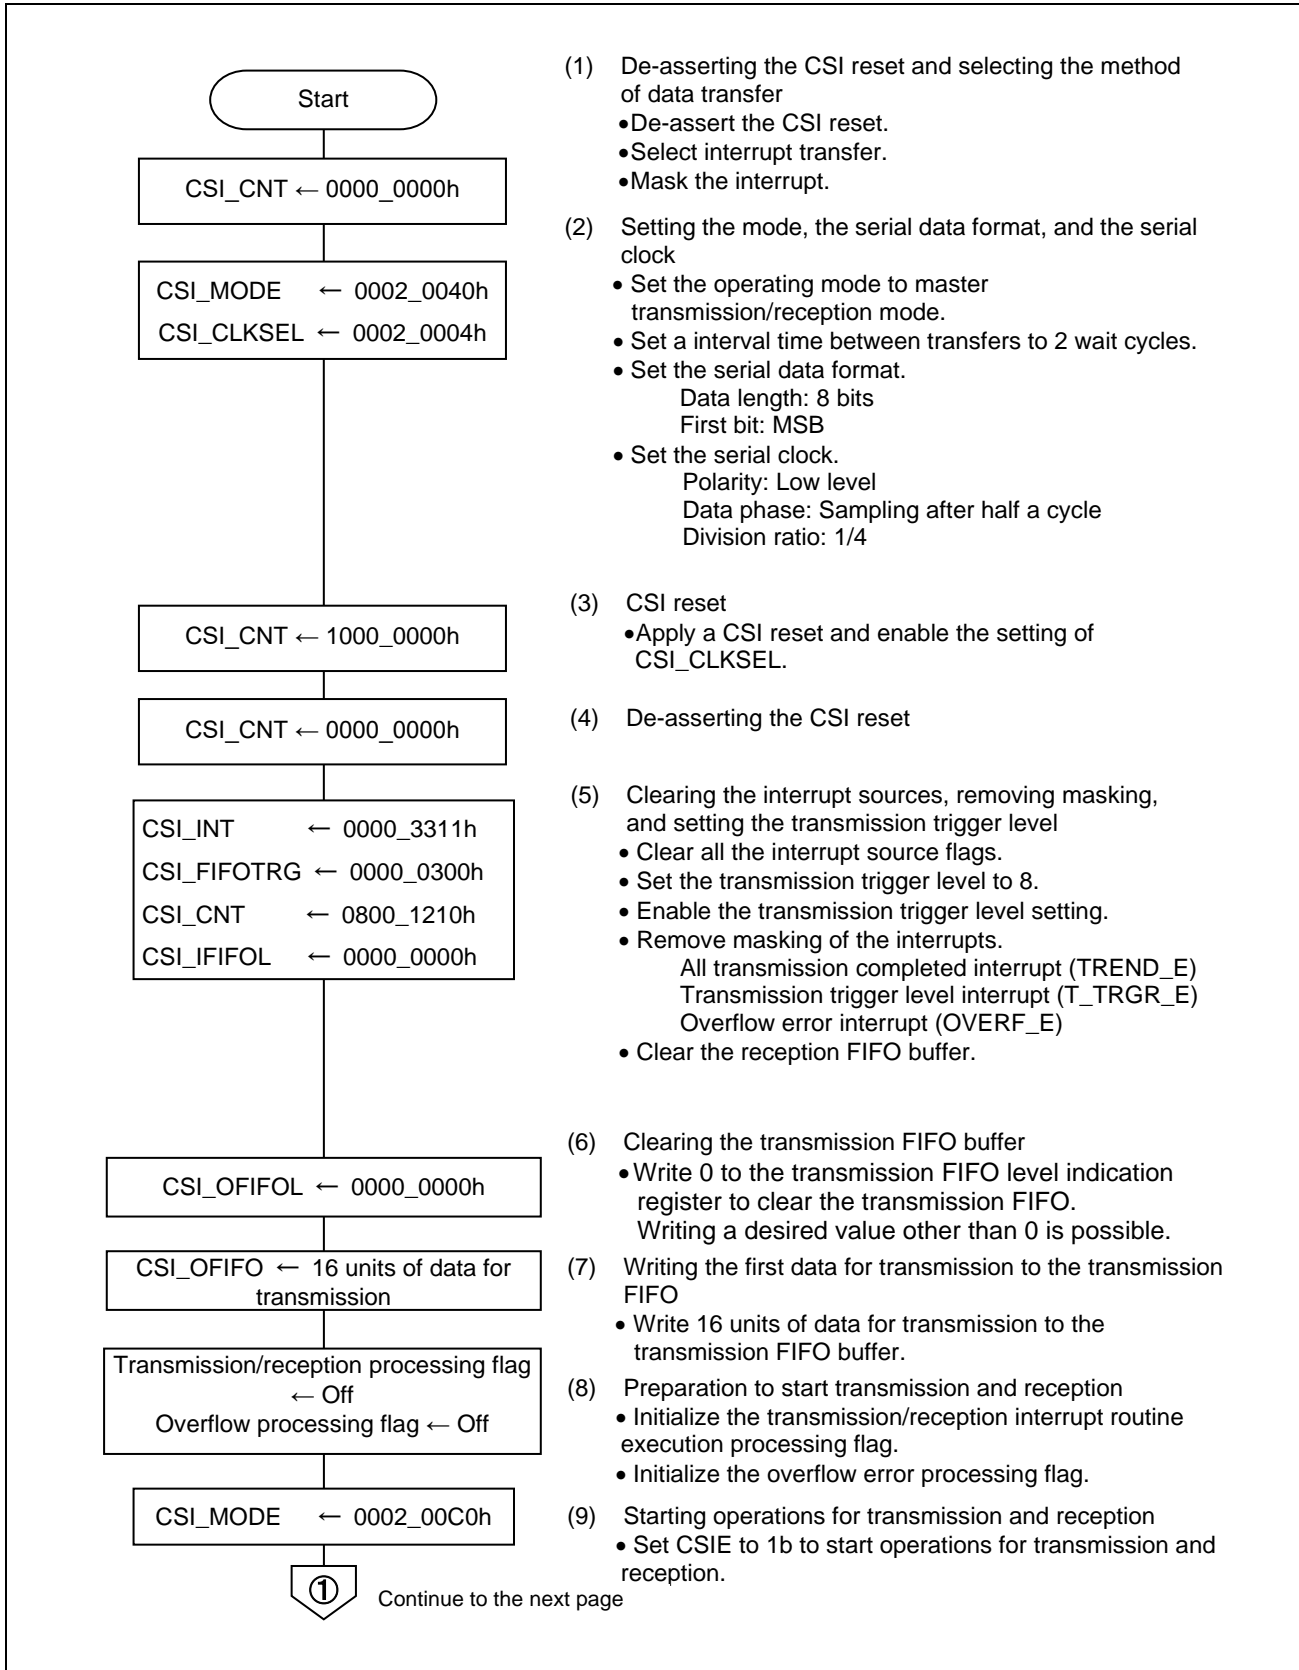 Start
CSI_CNT ← 0000_0000h
(1) De-asserting the CSI reset and selecting the method
of data transfer
•De-assert the CSI reset.
•Select interrupt transfer.
•Mask the interrupt.
CSI_MODE ← 0002_0040h
CSI_CLKSEL ← 0002_0004h
(2) Setting the mode, the serial data format, and the serial
clock
• Set the operating mode to master
transmission/reception mode.
• Set a interval time between transfers to 2 wait cycles.
• Set the serial data format.
Data length: 8 bits
First bit: MSB
• Set the serial clock.
Polarity: Low level
Data phase: Sampling after half a cycle
Division ratio: 1/4
CSI_CNT ← 1000_0000h
(3) CSI reset
•Apply a CSI reset and enable the setting of
CSI_CLKSEL.
CSI_CNT ← 0000_0000h
(4) De-asserting the CSI reset
CSI_INT ← 0000_3311h
CSI_FIFOTRG ← 0000_0300h
CSI_CNT ← 0800_1210h
CSI_IFIFOL ← 0000_0000h
(5) Clearing the interrupt sources, removing masking,
and setting the transmission trigger level
• Clear all the interrupt source flags.
• Set the transmission trigger level to 8.
• Enable the transmission trigger level setting.
• Remove masking of the interrupts.
All transmission completed interrupt (TREND_E)
Transmission trigger level interrupt (T_TRGR_E)
Overflow error interrupt (OVERF_E)
• Clear the reception FIFO buffer.
CSI_OFIFOL ← 0000_0000h
(6) Clearing the transmission FIFO buffer
•Write 0 to the transmission FIFO level indication
register to clear the transmission FIFO.
Writing a desired value other than 0 is possible.
CSI_OFIFO ← 16 units of data for
transmission
(7) Writing the first data for transmission to the transmission
FIFO
• Write 16 units of data for transmission to the
transmission FIFO buffer.
Transmission/reception processing flag
← Off
Overflow processing flag ← Off
(8) Preparation to start transmission and reception
• Initialize the transmission/reception interrupt routine
execution processing flag.
• Initialize the overflow error processing flag.
CSI_MODE ← 0002_00C0h
(9) Starting operations for transmission and reception
• Set CSIE to 1b to start operations for transmission and
reception.
①
Continue to the next page